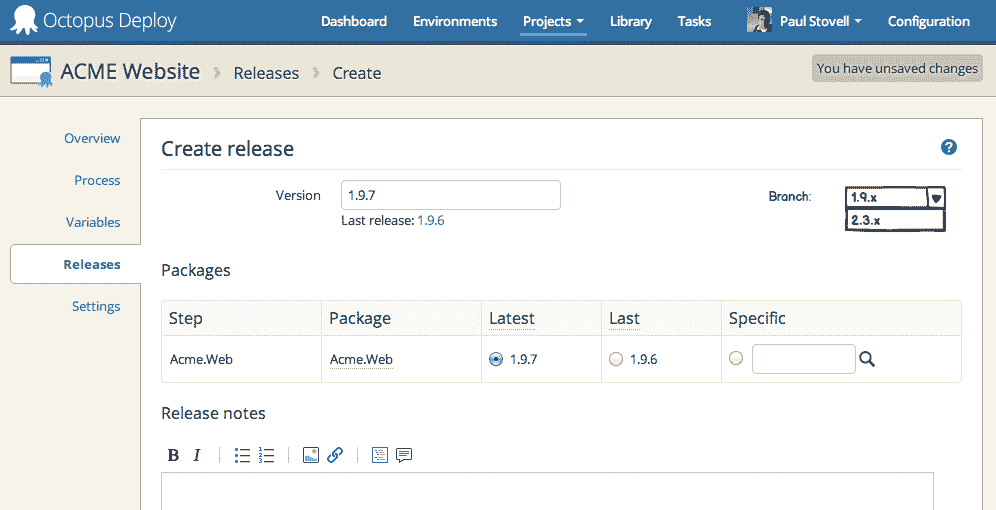 Octopus Deploy Dashboard Environments Projects Library Tasks Paul Stovell Configuration
ACME Website Releases Create You have unsaved changes
Overview
Process
Variables
Releases
Settings
Create release
Version 1.9.7 Branch: 1.9.x
Last release: 1.9.6 2.3.x
Packages
Step Package Latest Last Specific
Acme.Web Acme.Web 1.9.7 1.9.6
Release notes
B I